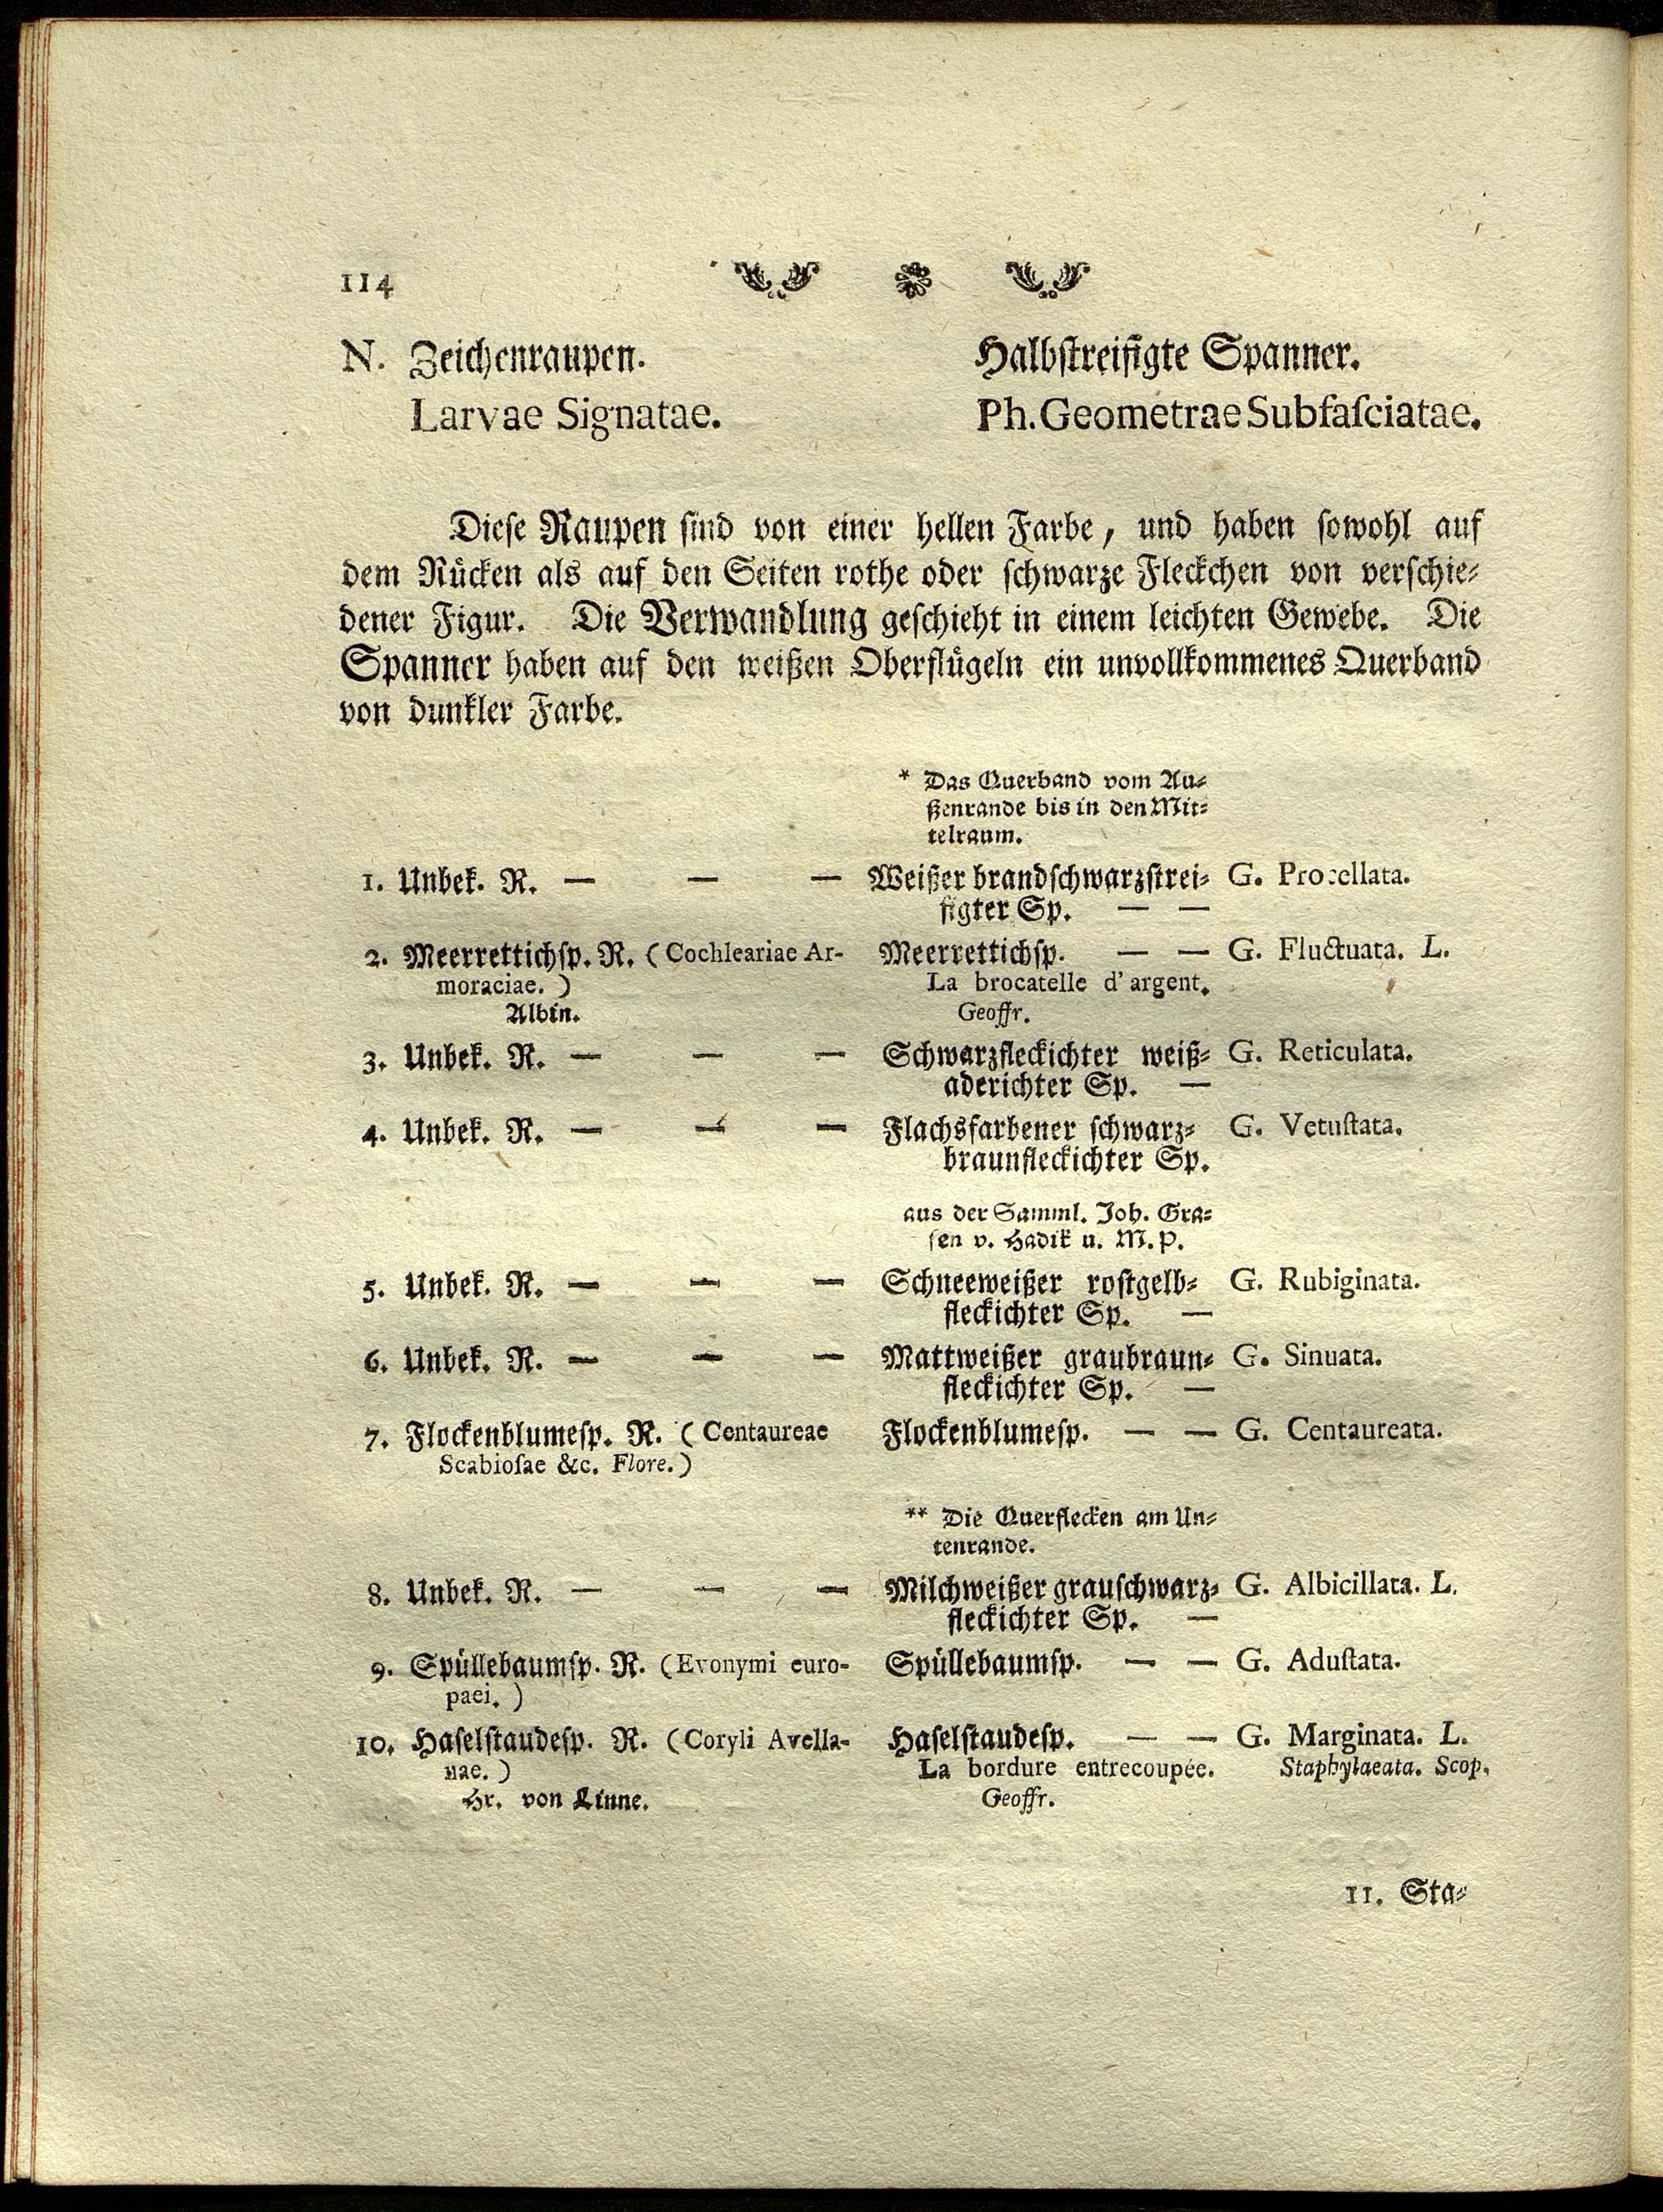 114
N. Zeichenraupen. Halbſtreifigte Spanner.
Larvae Signatae. Ph. Geometrae Subfaſciatae.
Dieſe Raupen ſind von einer hellen Farbe, und haben ſowohl auf
dem Rücken als auf den Seiten rothe oder ſchwarze Fleckchen von verſchie⸗
dener Figur. Die Verwandlung geſchieht in einem leichten Gewebe. Die
Spanner haben auf den weißen Oberflügeln ein unvollkommenes Querband
von dunkler Farbe.
* Das Querband vom Au⸗
ßenrande bis in den Mit⸗
telraum.
1. Unbek. R. — — — Weißer brandſchwarzſtrei⸗ G. Procellata.
figter Sp. — —
2. Meerrettichſp. R. (Cochleariae Ar- Meerrettichſp. — — G. Fluctuata. L.
moraciae.) La brocatelle d'argent.
Albin. Geoffr.
3. Unbek. R. — — — Schwarzfleckichter weiß⸗ G. Reticulata.
aderichter Sp. —
4. Unbek. R. — — — Flachsfarbener ſchwarz⸗ G. Vetuſtata.
braunfleckichter Sp.
aus der Samml. Joh. Gra⸗
fen v. Hadik u. M. P.
5. Unbek. R. — — — Schneeweißer roſtgelb⸗ G. Rubiginata.
fleckichter Sp. —
6. Unbek. R. — — — Mattweißer graubraun⸗ G. Sinuata.
fleckichter Sp. —
7. Flockenblumeſp. R. (Centaureae Flockenblumeſp. — — G. Centaureata.
Scabioſae &c. Flore.)
** Die Querflecken am Un⸗
tenrande.
8. Unbek. R. — — — Milchweißer grauſchwarz⸗ G. Albicillata. L.
fleckichter Sp. —
9. Spüllebaumſp. R. (Evonymi euro- Spüllebaumſp. — — G. Aduſtata.
paei.)
10. Haſelſtaudeſp. R. (Coryli Avella- Haſelſtaudeſp. — — G. Marginata. L.
nae.) La bordure entrecoupée. Staphylaeata. Scop.
Hr. von Linne. Geoffr.
11. Sta⸗